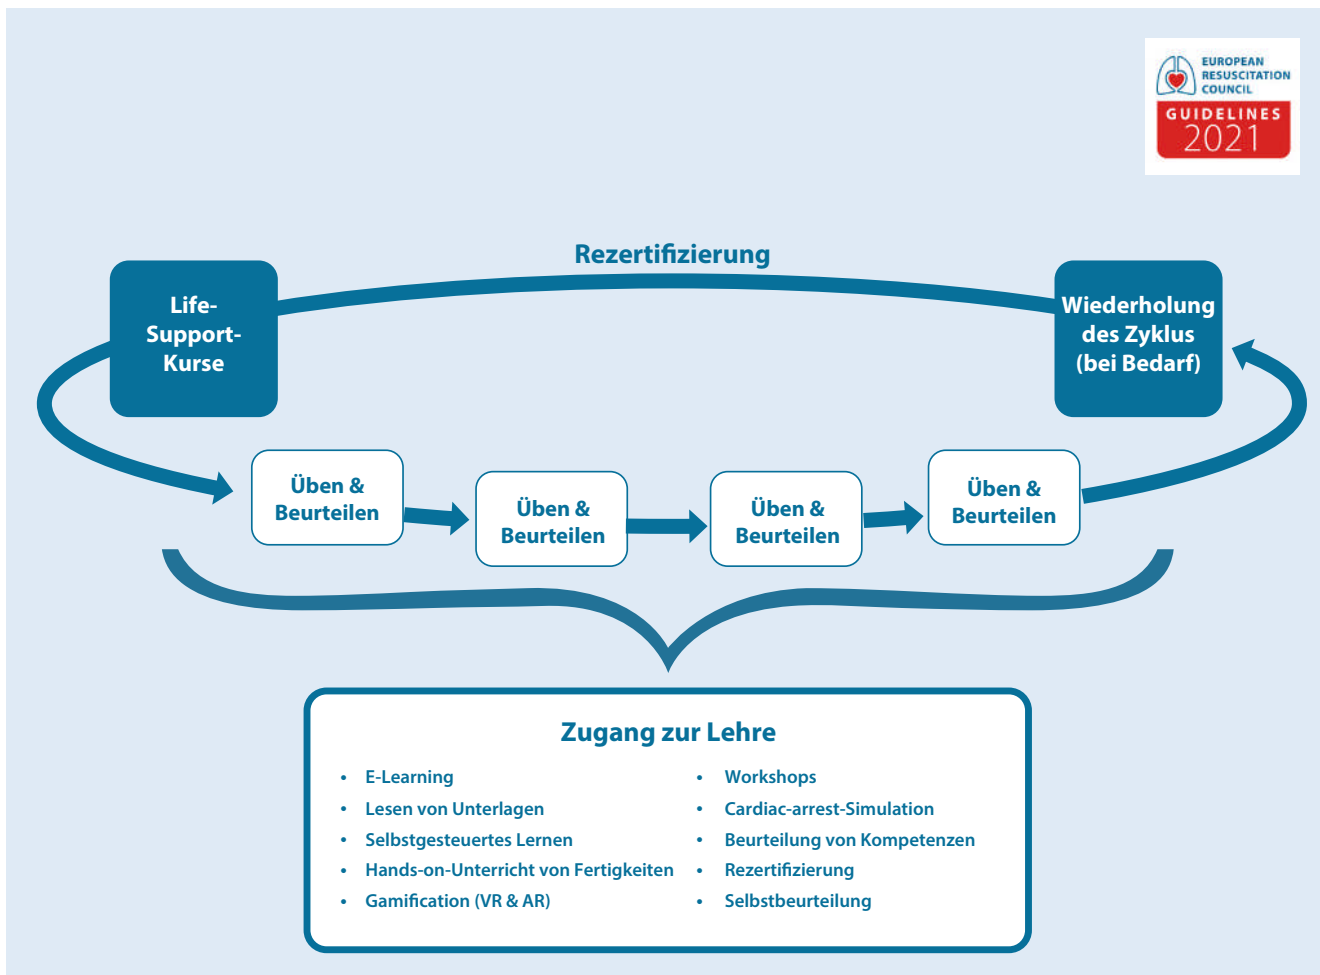 EUROPEAN
RESUSCITATION
COUNCIL
GUIDELINES
2021
Rezertifizierung
Life-
Support-
Kurse
Wiederholung
des Zyklus
(bei Bedarf)
Üben &
Beurteilen
Üben &
Beurteilen
Üben &
Beurteilen
Üben &
Beurteilen
Zugang zur Lehre
• E-Learning
• Lesen von Unterlagen
• Selbstgesteuertes Lernen
• Hands-on-Unterricht von Fertigkeiten
• Gamification (VR & AR)
• Workshops
• Cardiac-arrest-Simulation
• Beurteilung von Kompetenzen
• Rezertifizierung
• Selbstbeurteilung